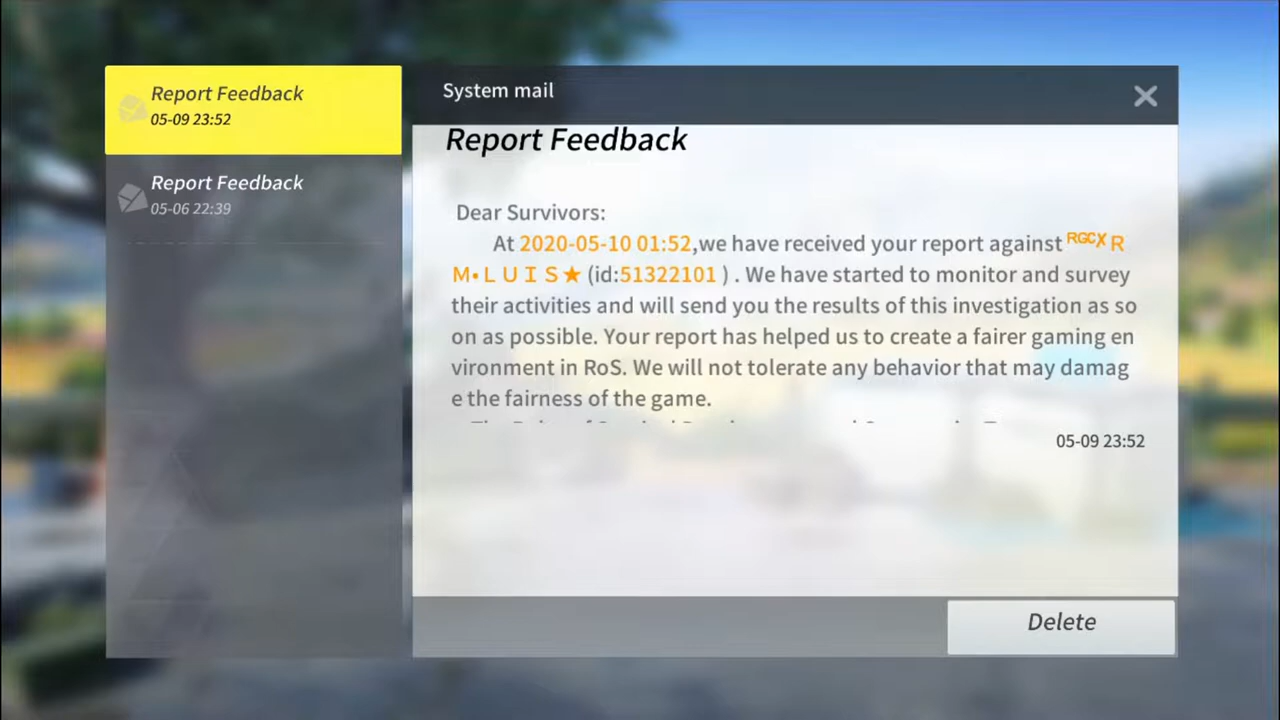 Report Feedback
05-09 23:52
Report Feedback
05-06 22:39
System mail
Report Feedback
Dear Survivors:
At 2020-05-10 01:52,we have received your report against ᴿᴳᶜ᙮ R
M•ＬＵＩＳ★ (id:51322101 ) . We have started to monitor and survey
their activities and will send you the results of this investigation as so
on as possible. Your report has helped us to create a fairer gaming en
vironment in RoS. We will not tolerate any behavior that may damag
e the fairness of the game.
05-09 23:52
Delete